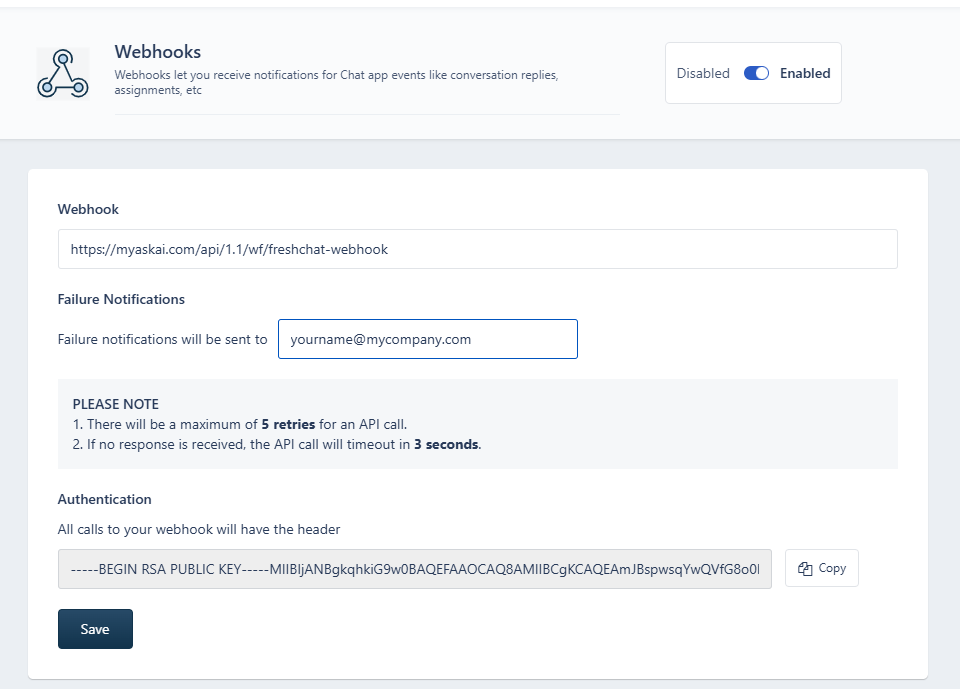 Webhooks
Webhooks let you receive notifications for Chat app events like conversation replies,
assignments, etc
Disabled Enabled
Webhook
https://myaskai.com/api/1.1/wf/freshchat-webhook
Failure Notifications
Failure notifications will be sent to yourname@mycompany.com
PLEASE NOTE
1. There will be a maximum of 5 retries for an API call.
2. If no response is received, the API call will timeout in 3 seconds.
Authentication
All calls to your webhook will have the header
-----BEGIN RSA PUBLIC KEY-----MIIBIjANBgkqhkiG9w0BAQEFAAOCAQ8AMIIBCgKCAQEAmJBspwsqYwQVfG8o0 Copy
Save